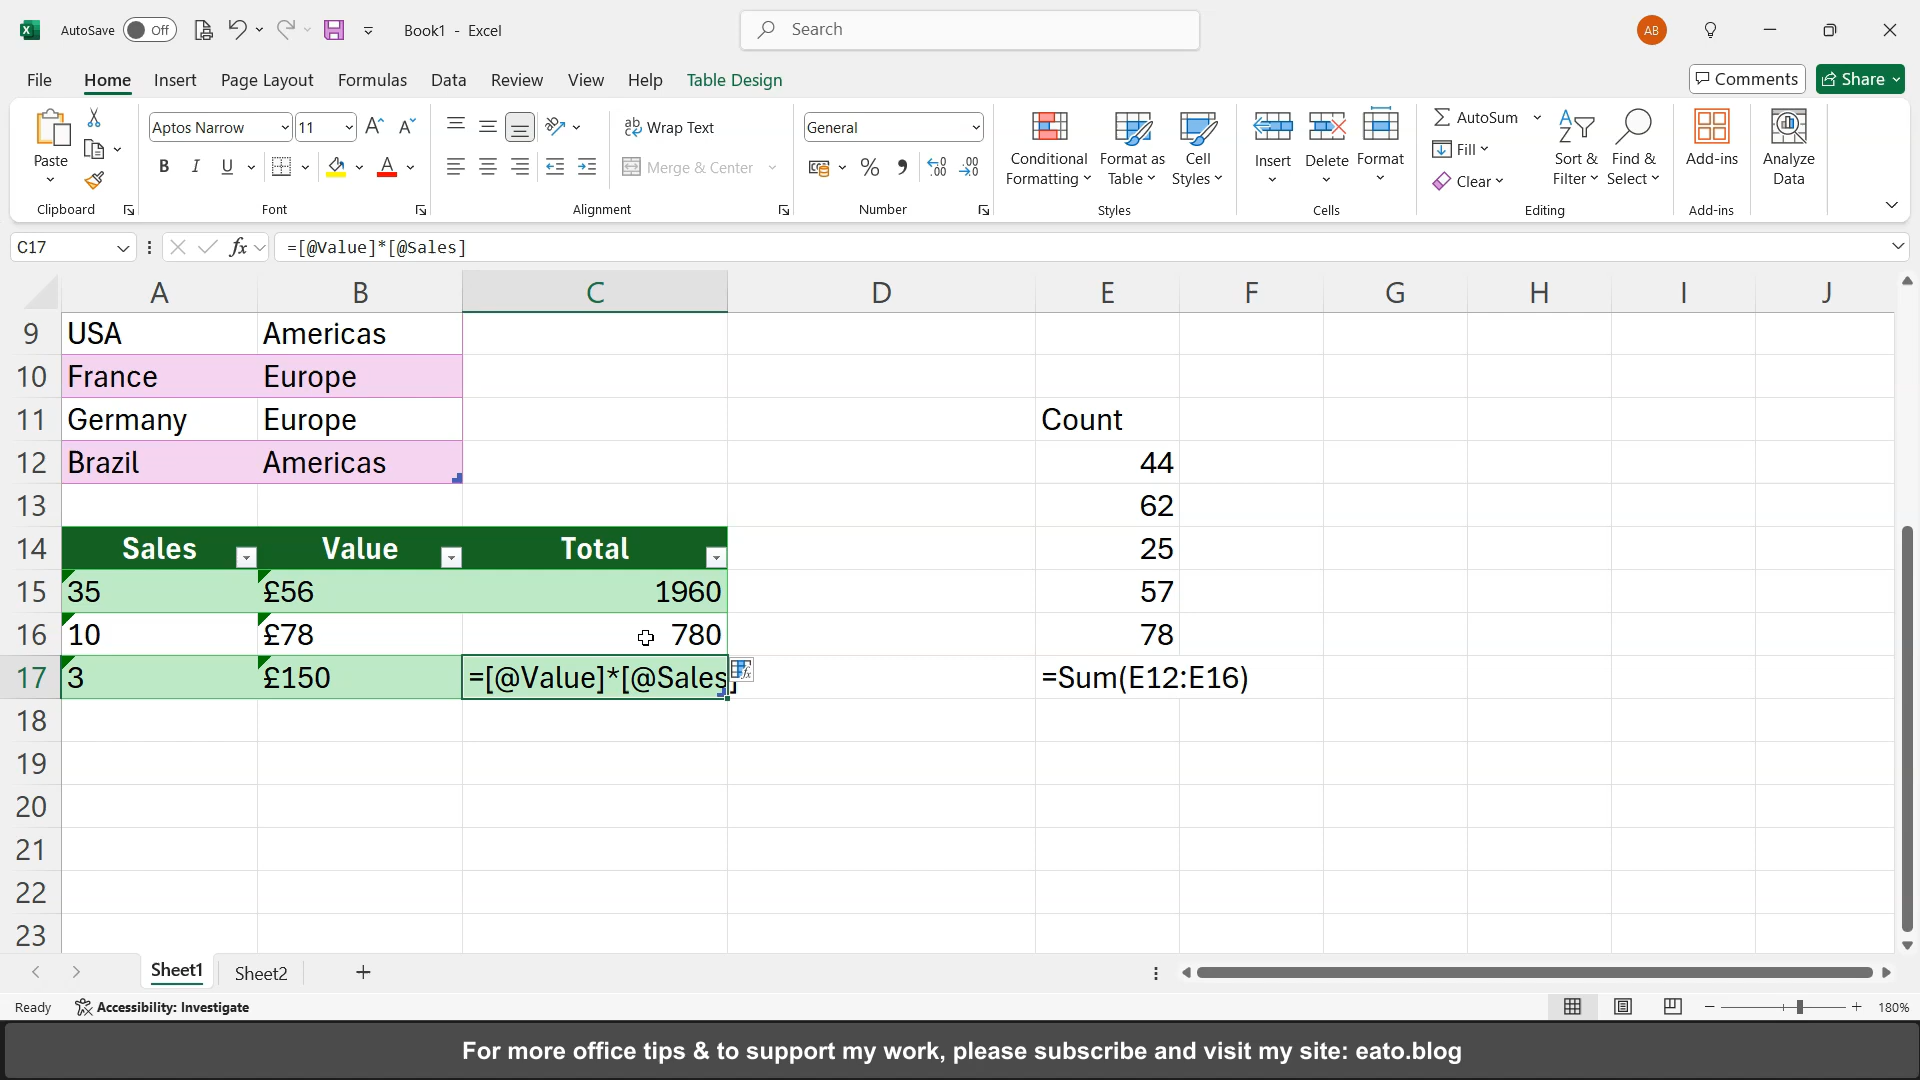 AutoSave Off Book1 - Excel Search AB
File Home Insert Page Layout Formulas Data Review View Help Table Design Comments Share
Paste
Clipboard
Aptos Narrow 11
B I U A
Font
Wrap Text
Merge & Center
Alignment
General
% ,
Number
Conditional Formatting
Format as Table
Cell Styles
Styles
Insert Delete Format
Cells
AutoSum
Fill
Clear
Sort & Filter
Find & Select
Editing
Add-ins
Add-ins
Analyze Data
C17 fx =[@Value]*[@Sales]
A B C D E F G H I J
9 USA Americas
10 France Europe
11 Germany Europe Count
12 Brazil Americas 44
13 62
14 Sales Value Total 25
15 35 £56 1960 57
16 10 £78 780 78
17 3 £150 =[@Value]*[@Sales] =Sum(E12:E16)
18
19
20
21
22
23
Sheet1 Sheet2 +
Ready Accessibility: Investigate 180%
For more office tips & to support my work, please subscribe and visit my site: eato.blog